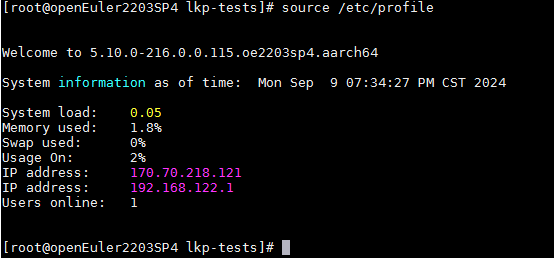 [root@openEuler2203SP4 lkp-tests]# source /etc/profile
Welcome to 5.10.0-216.0.0.115.oe2203sp4.aarch64
System information as of time:  Mon Sep  9 07:34:27 PM CST 2024
System load:    0.05
Memory used:    1.8%
Swap used:      0%
Usage On:       2%
IP address:     170.70.218.121
IP address:     192.168.122.1
Users online:   1
[root@openEuler2203SP4 lkp-tests]#